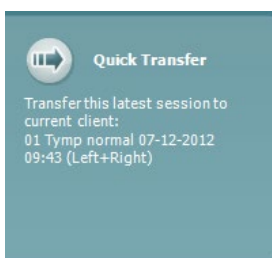 Quick Transfer
Transfer this latest session to
current client:
01 Tymp normal 07-12-2012
09:43 (Left+Right)